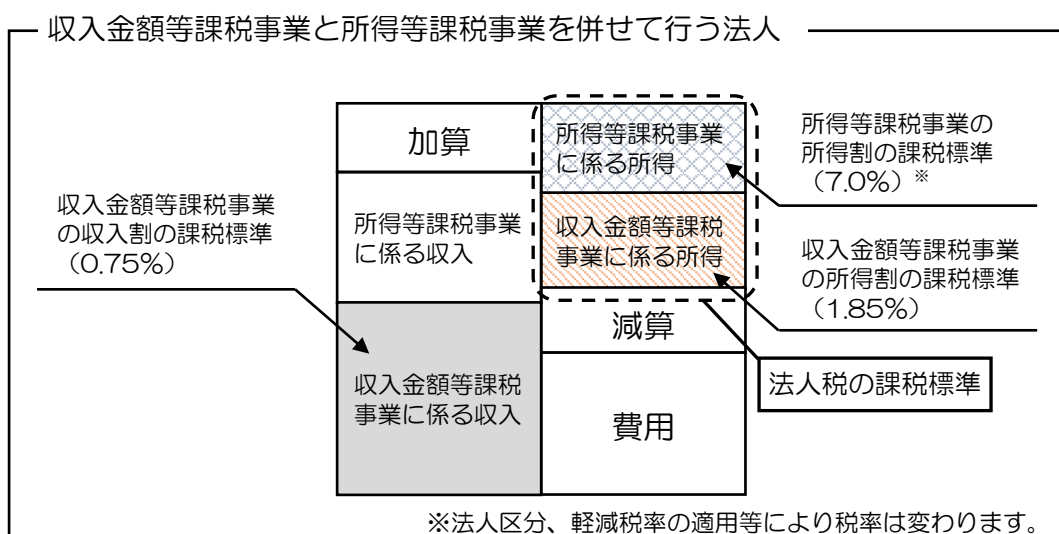 収入金額等課税事業と所得等課税事業を併せて行う法人
加算
所得等課税事業
に係る所得
所得等課税事業の
所得割の課税標準
（7.0%）※
収入金額等課税事業
の収入割の課税標準
（0.75%）
所得等課税事業
に係る収入
収入金額等課税
事業に係る所得
収入金額等課税事業
の所得割の課税標準
（1.85%）
減算
法人税の課税標準
収入金額等課税
事業に係る収入
費用
※法人区分、軽減税率の適用等により税率は変わります。